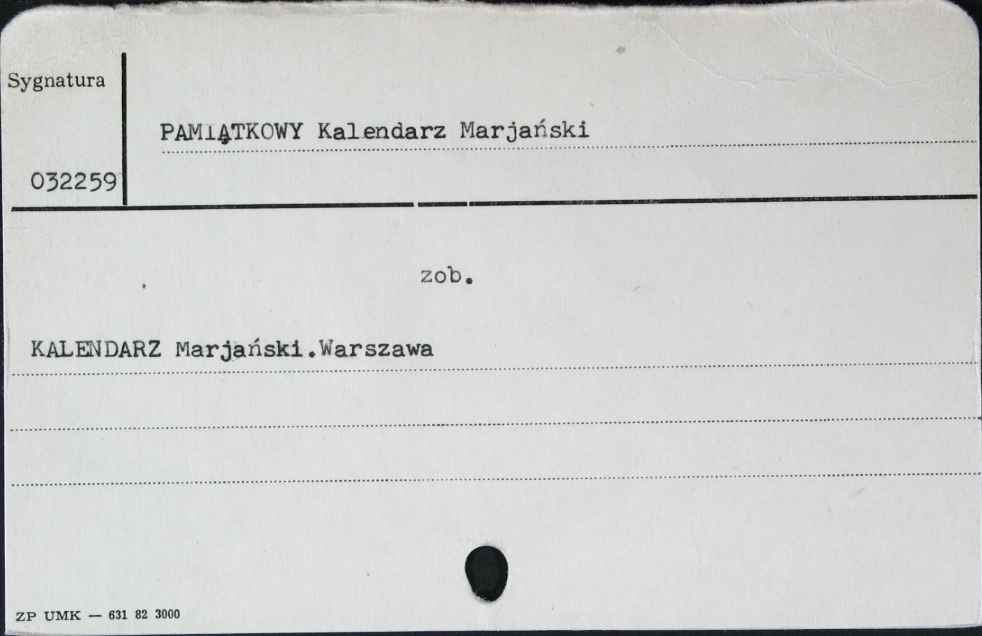 Sygnatura
PAMIĄTKOWY Kalendarz Marjański
032259
zob.
KALENDARZ Marjański.Warszawa
ZP UMK — 631 82 3000